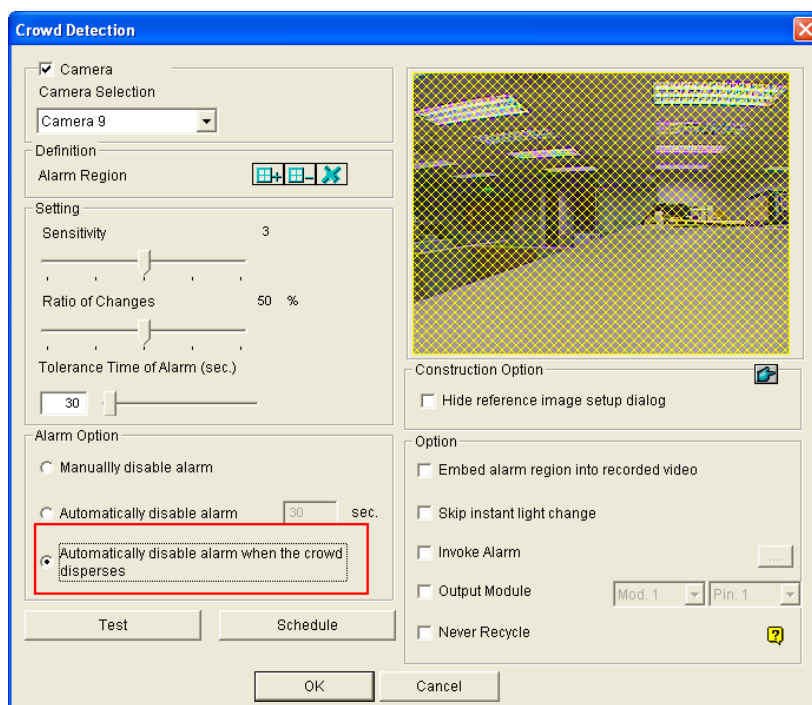 Crowd Detection
Camera
Camera Selection
Camera 9
Definition
Alarm Region
Setting
Sensitivity 3
Ratio of Changes 50 %
Tolerance Time of Alarm (sec.)
30
Alarm Option
Manuallly disable alarm
Automatically disable alarm 30 sec.
Automatically disable alarm when the crowd
disperses
Test Schedule
Construction Option
Hide reference image setup dialog
Option
Embed alarm region into recorded video
Skip instant light change
Invoke Alarm ....
Output Module Mod. 1 Pin. 1
Never Recycle ?
OK Cancel